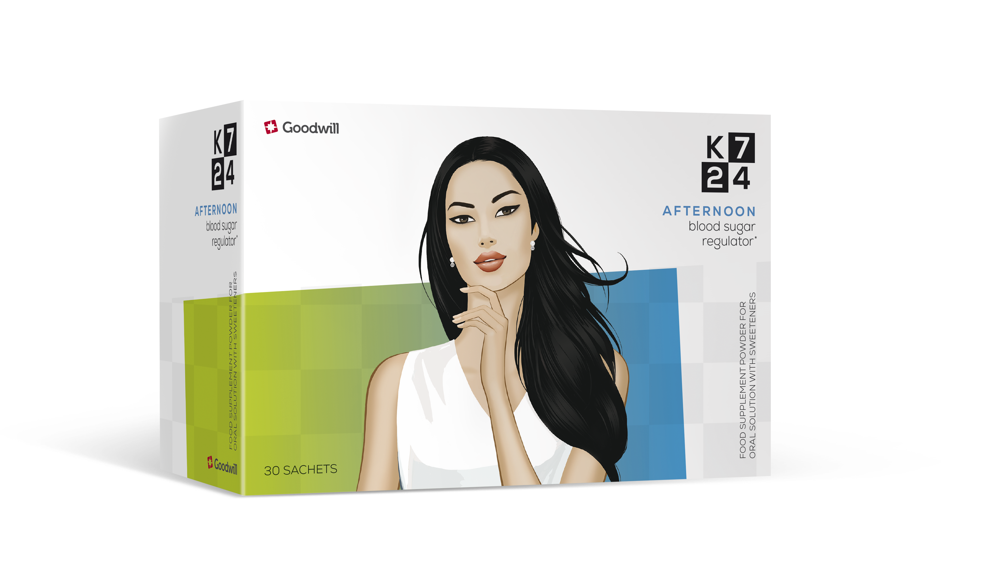 K7
24
AFTERNOON
blood sugar
regulator*
FOOD SUPPLEMENT POWDER FOR
ORAL SOLUTION WITH SWEETENERS
Goodwill
Goodwill
30 SACHETS
K7
24
AFTERNOON
blood sugar
regulator*
FOOD SUPPLEMENT POWDER FOR
ORAL SOLUTION WITH SWEETENERS